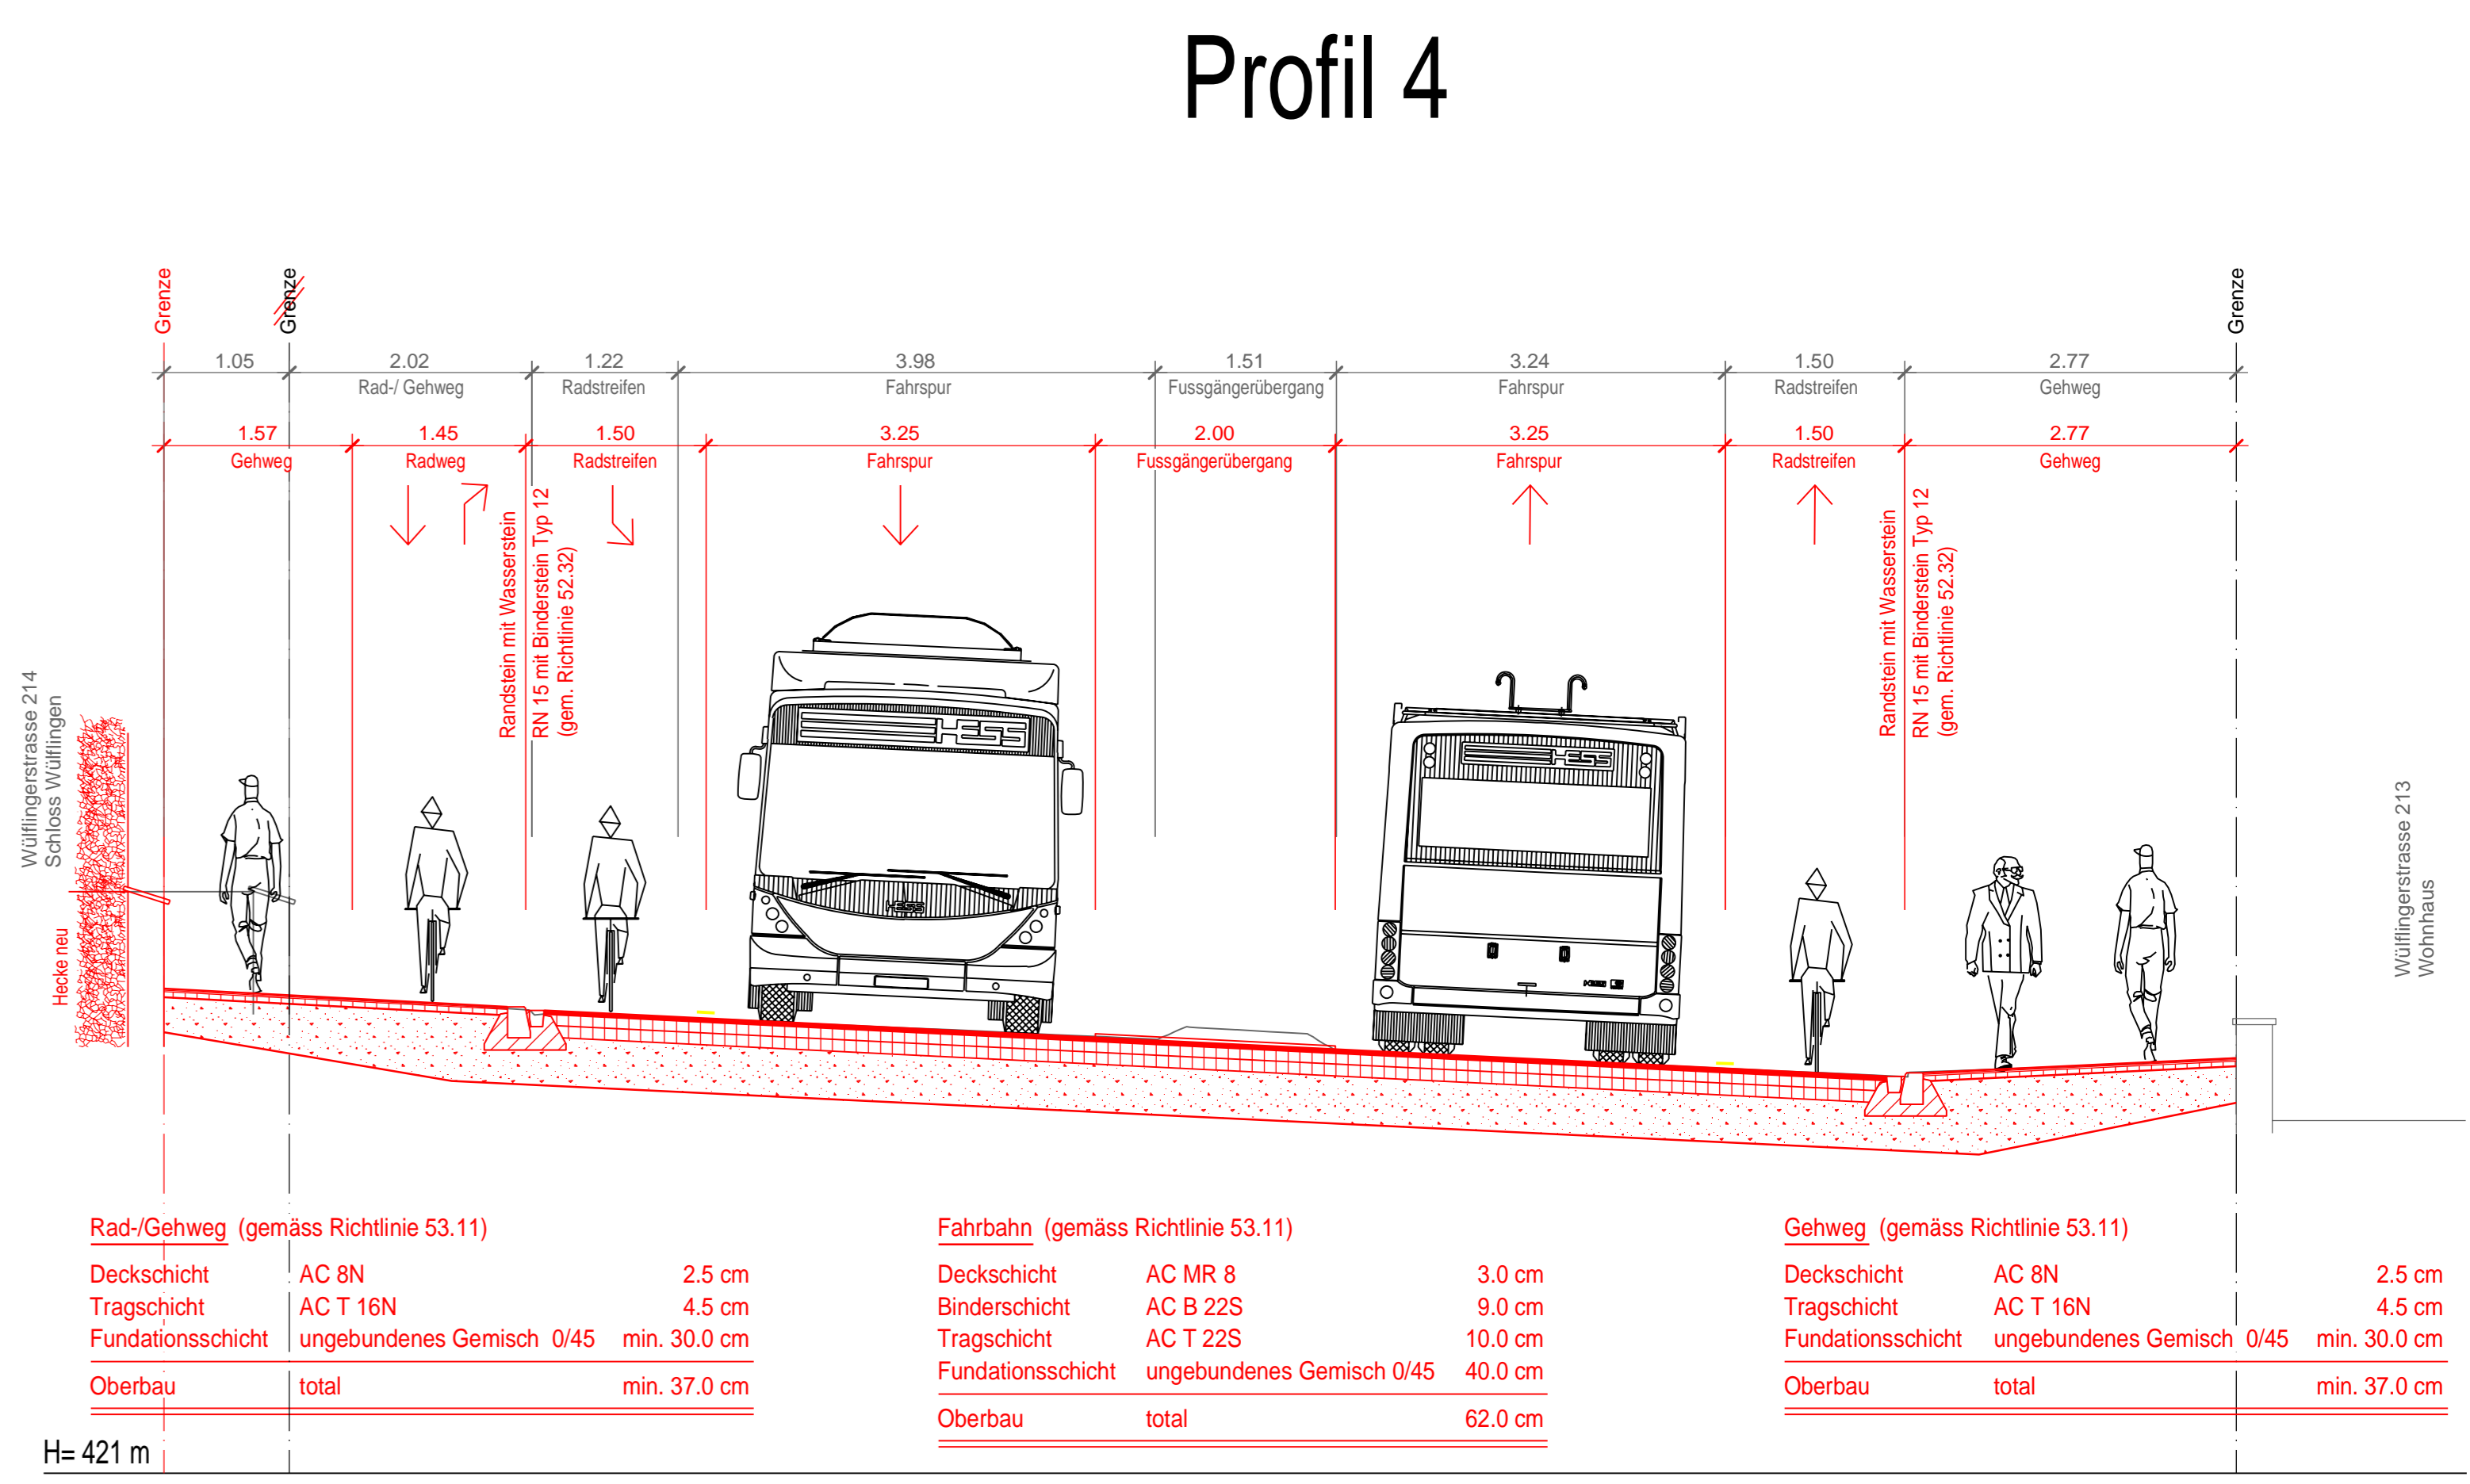 Profil 4
Grenze
Grenze
Grenze
1.05
2.02
1.22
3.98
1.51
3.24
1.50
2.77
Rad-/ Gehweg
Radstreifen
Fahrspur
Fussgängerübergang
Fahrspur
Radstreifen
Gehweg
1.57
1.45
1.50
3.25
2.00
3.25
1.50
2.77
Gehweg
Radweg
Radstreifen
Fahrspur
Fussgängerübergang
Fahrspur
Radstreifen
Gehweg
Randstein mit Wasserstein
RN 15 mit Binderstein Typ 12
(gem. Richtlinie 52.32)
Randstein mit Wasserstein
RN 15 mit Binderstein Typ 12
(gem. Richtlinie 52.32)
Wülflingerstrasse 214
Schloss Wülflingen
Hecke neu
HESS
HESS
HESS
HESS
Wülflingerstrasse 213
Wohnhaus
Rad-/Gehweg (gemäss Richtlinie 53.11)
Deckschicht AC 8N 2.5 cm
Tragschicht AC T 16N 4.5 cm
Fundationsschicht ungebundenes Gemisch 0/45 min. 30.0 cm
Oberbau total min. 37.0 cm
Fahrbahn (gemäss Richtlinie 53.11)
Deckschicht AC MR 8 3.0 cm
Binderschicht AC B 22S 9.0 cm
Tragschicht AC T 22S 10.0 cm
Fundationsschicht ungebundenes Gemisch 0/45 40.0 cm
Oberbau total 62.0 cm
Gehweg (gemäss Richtlinie 53.11)
Deckschicht AC 8N 2.5 cm
Tragschicht AC T 16N 4.5 cm
Fundationsschicht ungebundenes Gemisch 0/45 min. 30.0 cm
Oberbau total min. 37.0 cm
H= 421 m